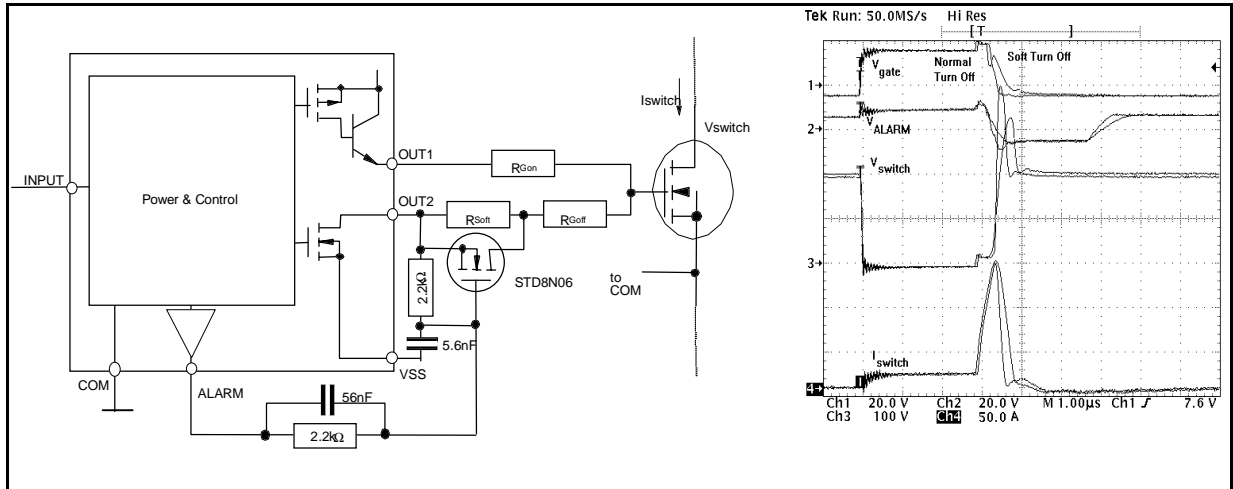 INPUT
Power & Control
OUT1
OUT2
RGon
RSoft
RGoff
Iswitch
Vswitch
2.2kΩ
STD8N06
to
COM
5.6nF
VSS
COM
ALARM
56nF
2.2kΩ
Tek Run: 50.0MS/s Hi Res
[ T ]
Vgate
Normal
Turn Off
Soft Turn Off
1
2
VALARM
Vswitch
3
Iswitch
4
Ch1 20.0 V Ch2 20.0 V M 1.00µs Ch1 ƒ 7.6 V
Ch3 100 V Ch4 50.0 A